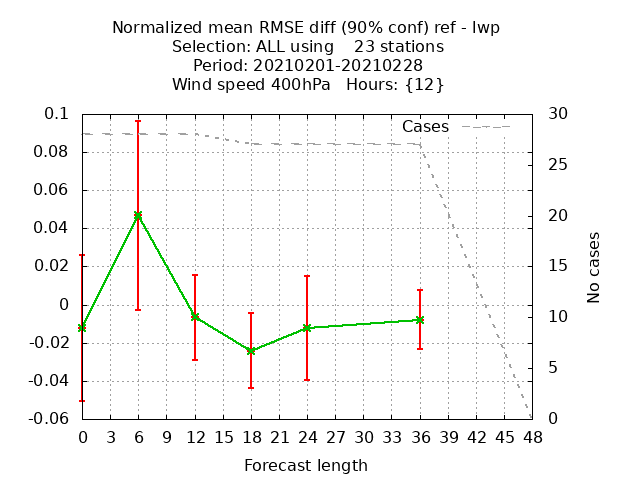 Normalized mean RMSE diff (90% conf) ref - lwp
Selection: ALL using    23 stations
Period: 20210201-20210228
Wind speed 400hPa   Hours: {12}
Cases
0.1
0.08
0.06
0.04
0.02
0
-0.02
-0.04
-0.06
30
25
20
15
10
5
0
No cases
0 3 6 9 12 15 18 21 24 27 30 33 36 39 42 45 48
Forecast length